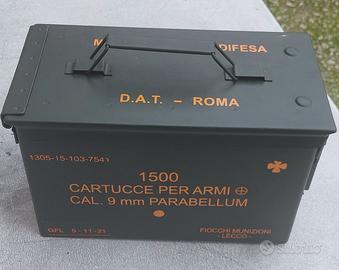 M DIFESA
D.A.T. - ROMA
1305-15-103-7541
1500
CARTUCCE PER ARMI ⊕
CAL. 9 mm PARABELLUM
GFL 5-11-21
FIOCCHI MUNIZIONI
-LECCO-
subito